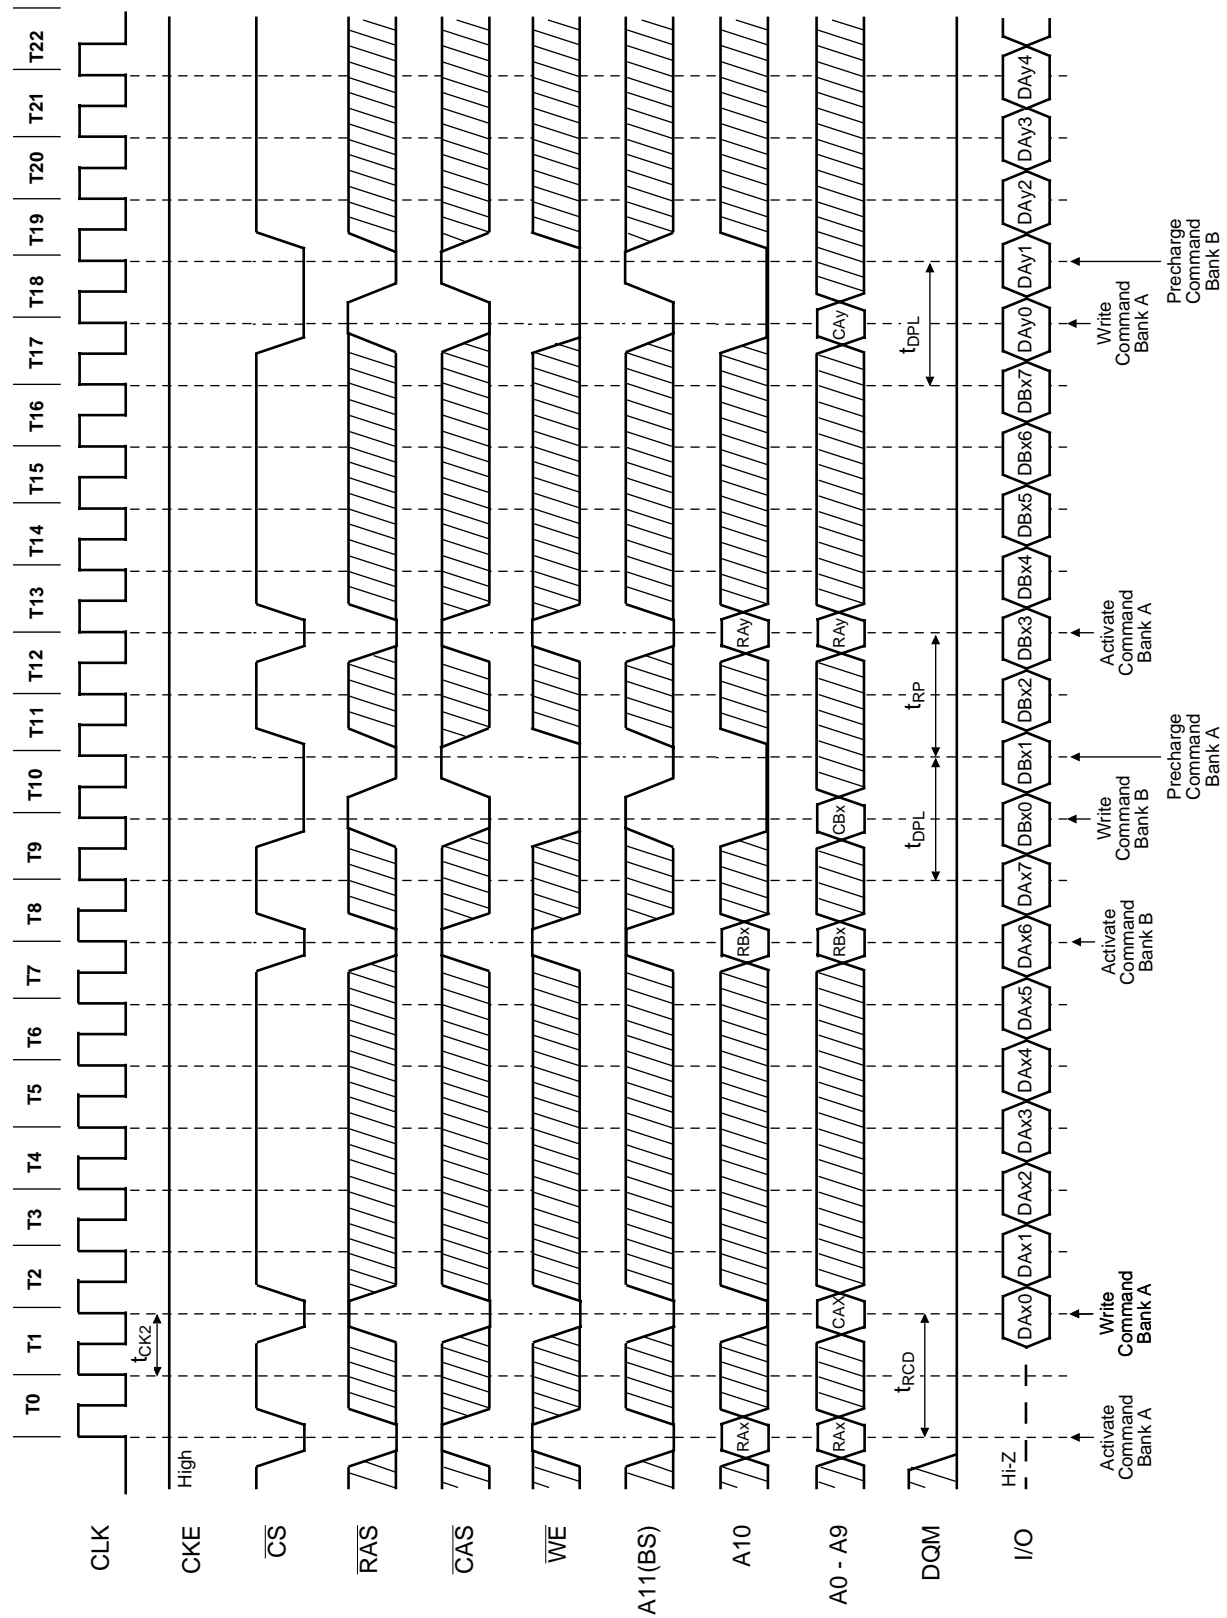 T0 T1 T2 T3 T4 T5 T6 T7 T8 T9 T10 T11 T12 T13 T14 T15 T16 T17 T18 T19 T20 T21 T22
CLK
tCK2
CKE
High
CS
RAS
CAS
WE
A11(BS)
A10
RAx RBx RAy
A0 - A9
RAx CAX RBx CBx RAy CAy
DQM
tRCD tDPL tRP tDPL
I/O
Hi-Z
DAx0 DAx1 DAx2 DAx3 DAx4 DAx5 DAx6 DAx7 DBx0 DBx1 DBx2 DBx3 DBx4 DBx5 DBx6 DBx7 DAy0 DAy1 DAy2 DAy3 DAy4
Activate
Command
Bank A
Write
Command
Bank A
Activate
Command
Bank B
Write
Command
Bank B
Precharge
Command
Bank A
Activate
Command
Bank A
Write
Command
Bank A
Precharge
Command
Bank B